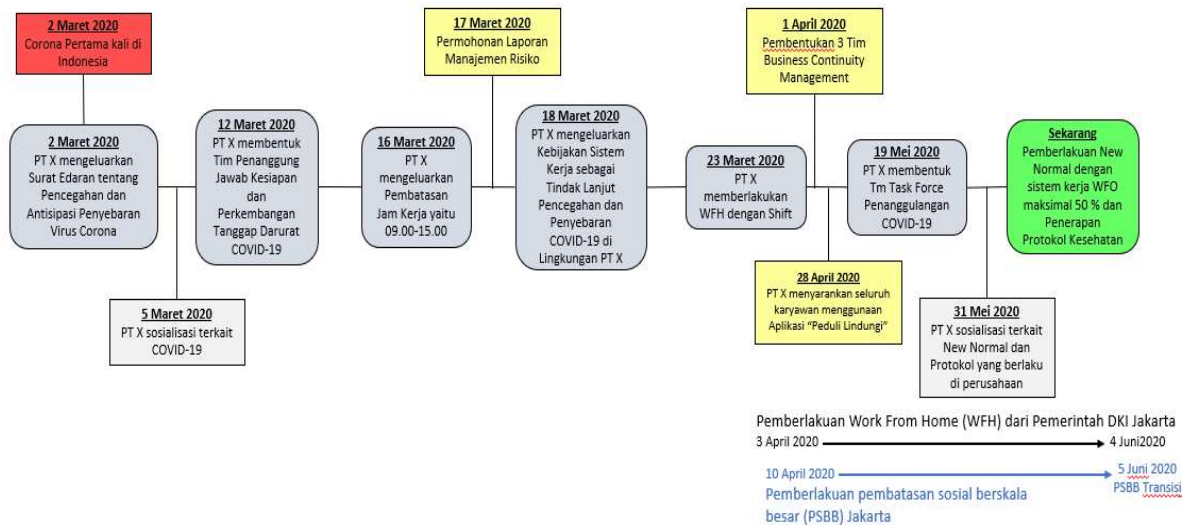 2 Maret 2020
Corona Pertama kali di
Indonesia
17 Maret 2020
Permohonan Laporan
Manajemen Risiko
1 April 2020
Pembentukan 3 Tim
Business Continuity
Management
2 Maret 2020
PT X mengeluarkan
Surat Edaran tentang
Pencegahan dan
Antisipasi Penyebaran
Virus Corona
12 Maret 2020
PT X membentuk
Tim Penanggung
Jawab Kesiapan
dan
Perkembangan
Tanggap Darurat
COVID-19
16 Maret 2020
PT X
mengeluarkan
Pembatasan
Jam Kerja yaitu
09.00-15.00
18 Maret 2020
PT X mengeluarkan
Kebijakan Sistem
Kerja sebagai
Tindak Lanjut
Pencegahan dan
Penyebaran
COVID-19 di
Lingkungan PT X
23 Maret 2020
PT X
memberlakukan
WFH dengan Shift
19 Mei 2020
PT X membentuk
Tm Task Force
Penanggulangan
COVID-19
Sekarang
Pemberlakuan New
Normal dengan
sistem kerja WFO
maksimal 50 % dan
Penerapan
Protokol Kesehatan
5 Maret 2020
PT X sosialisasi terkait
COVID-19
28 April 2020
PT X menyarankan seluruh
karyawan menggunaan
Aplikasi “Peduli Lindungi”
31 Mei 2020
PT X sosialisasi terkait
New Normal dan
Protokol yang berlaku
di perusahaan
Pemberlakuan Work From Home (WFH) dari Pemerintah DKI Jakarta
3 April 2020 4 Juni2020
10 April 2020 5 Juni 2020
PSBB Transisi
Pemberlakuan pembatasan sosial berskala
besar (PSBB) Jakarta